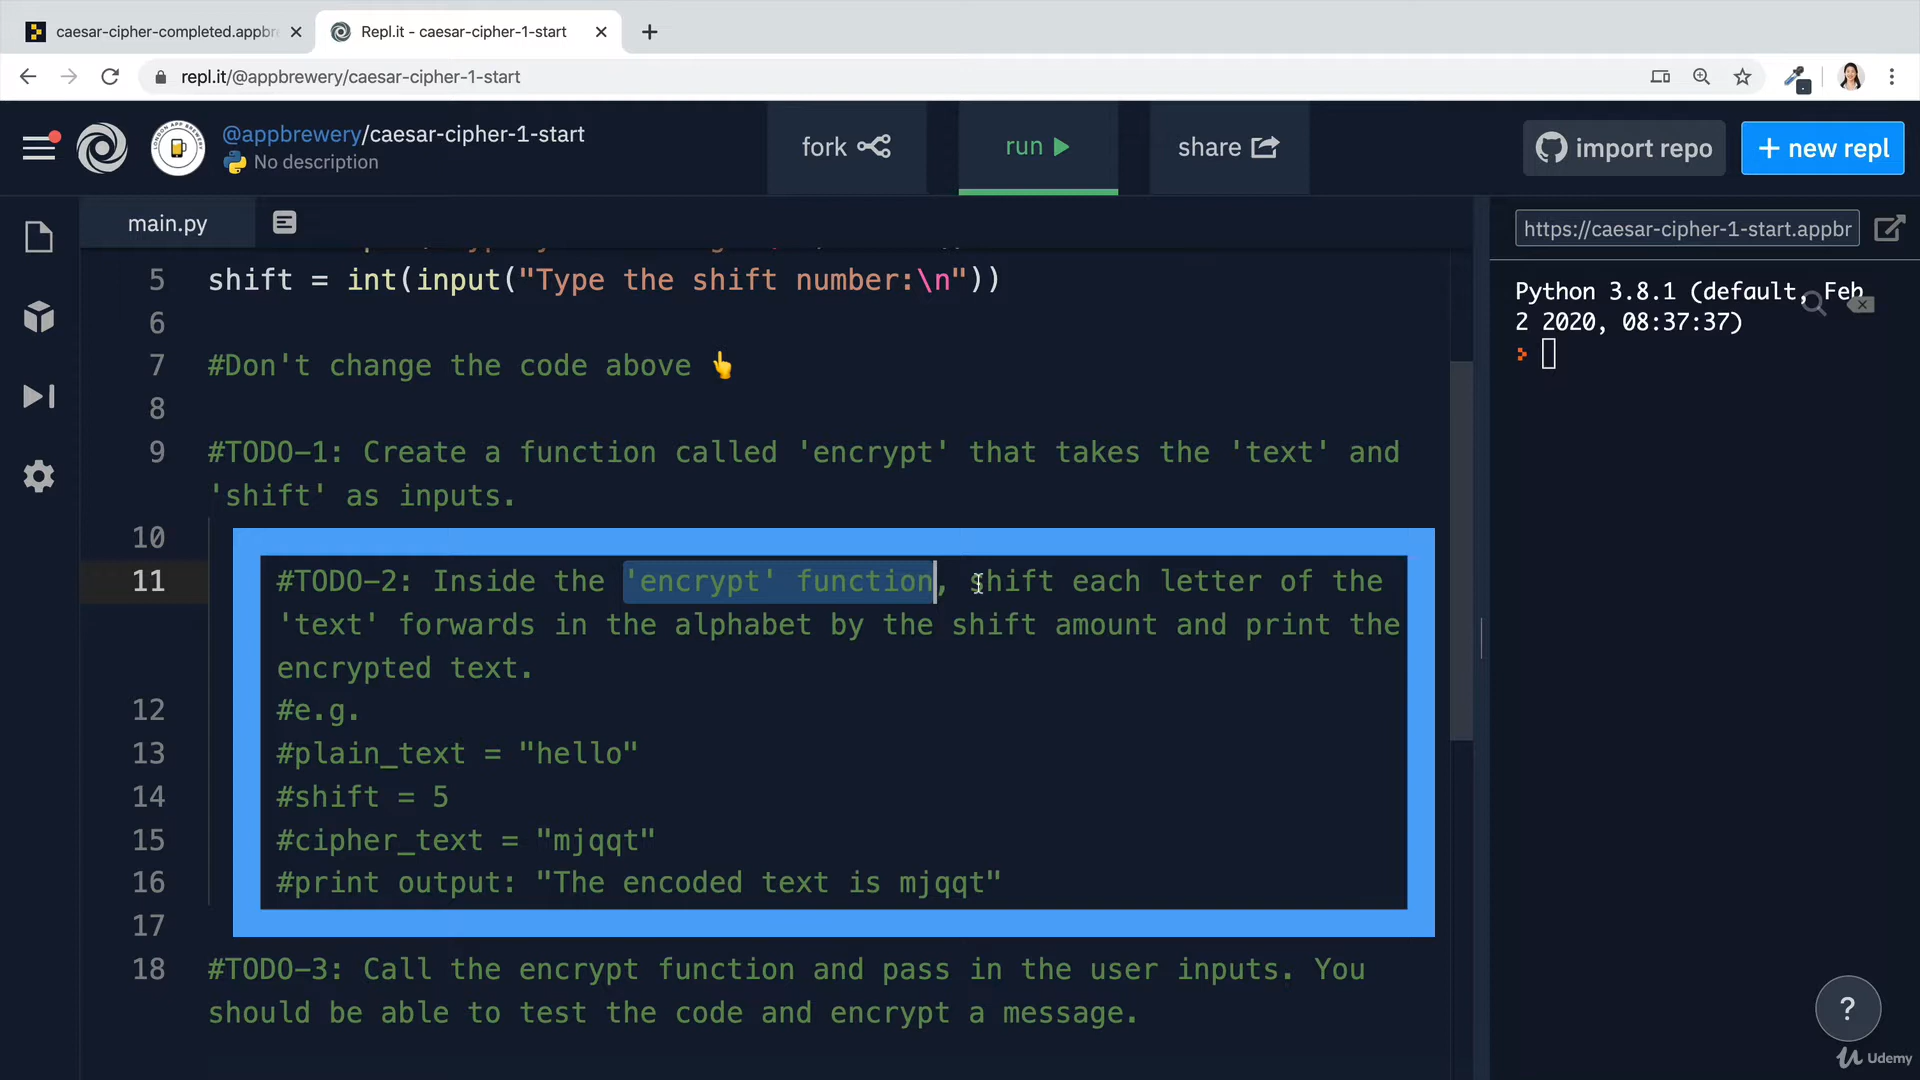 caesar-cipher-completed.appbr
Repl.it - caesar-cipher-1-start
repl.it/@appbrewery/caesar-cipher-1-start
@appbrewery/caesar-cipher-1-start
No description
fork
run
share
import repo
+ new repl
main.py
https://caesar-cipher-1-start.appbr
5 shift = int(input("Type the shift number:\n"))
6
7 #Don't change the code above 👆
8
9 #TODO-1: Create a function called 'encrypt' that takes the 'text' and
'shift' as inputs.
10
11 #TODO-2: Inside the 'encrypt' function, shift each letter of the
'text' forwards in the alphabet by the shift amount and print the
encrypted text.
12 #e.g.
13 #plain_text = "hello"
14 #shift = 5
15 #cipher_text = "mjqqt"
16 #print output: "The encoded text is mjqqt"
17
18 #TODO-3: Call the encrypt function and pass in the user inputs. You
should be able to test the code and encrypt a message.
Python 3.8.1 (default, Feb
2 2020, 08:37:37)
?
Udemy